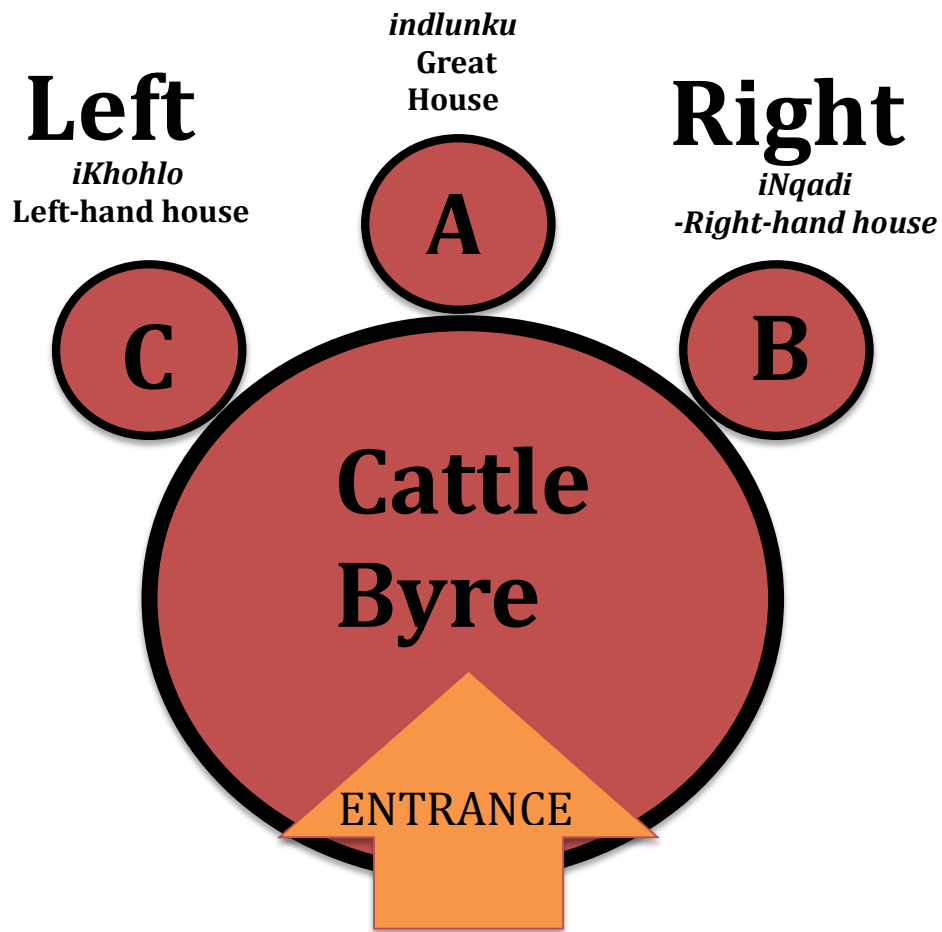 indlunku
Great
House
Left
iKhohlo
Left-hand house
Right
iNqadi
-Right-hand house
A
C
B
Cattle
Byre
ENTRANCE